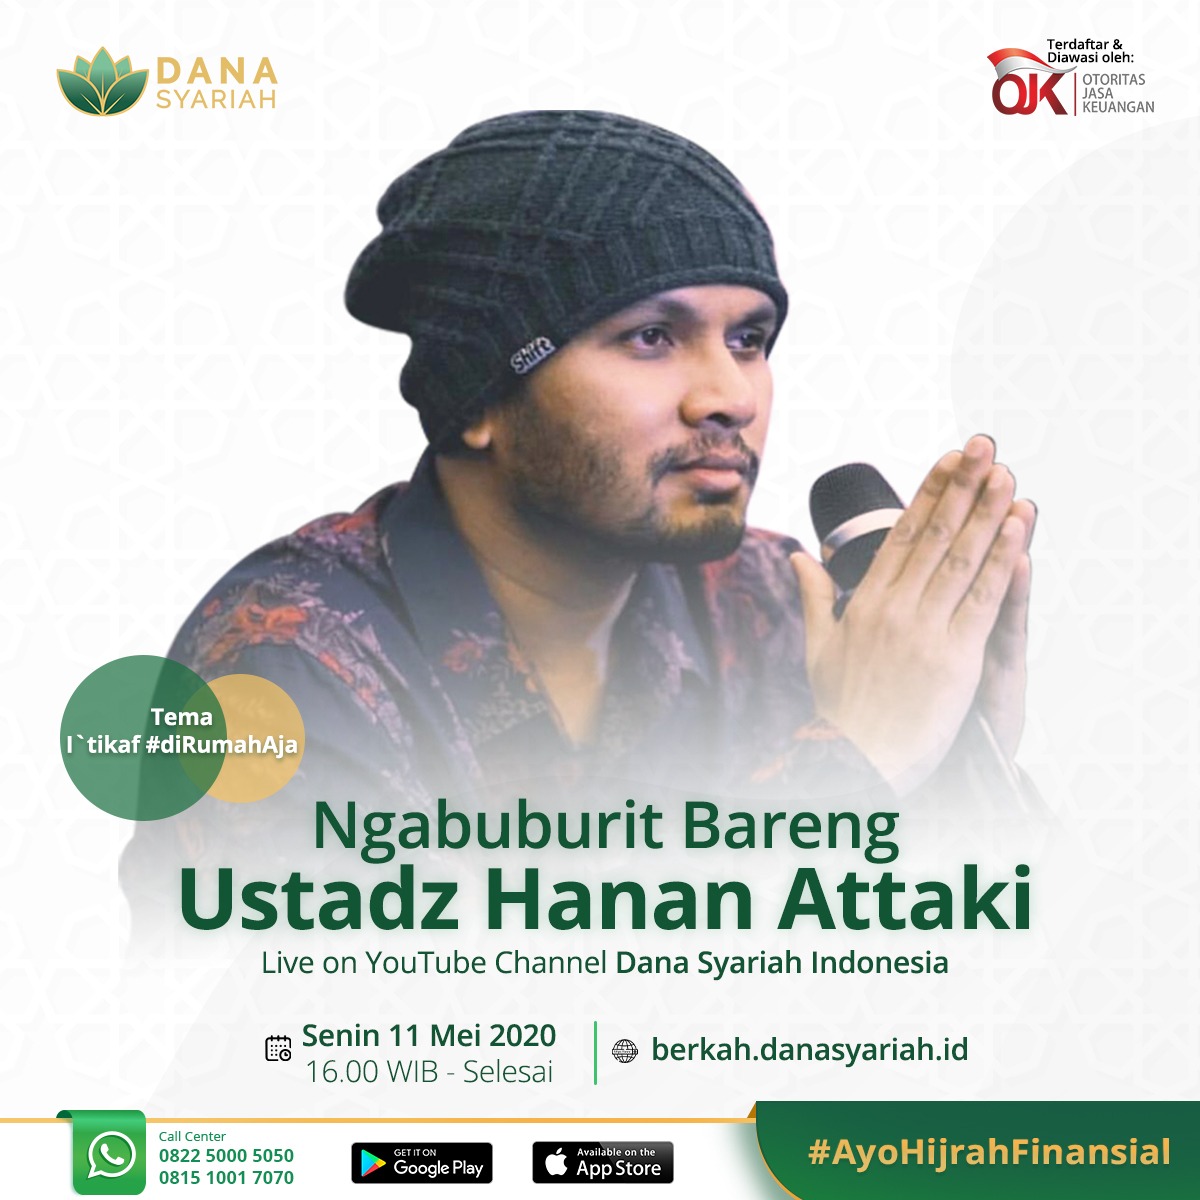 DANA
SYARIAH
Terdaftar &
Diawasi oleh:
OJK
OTORITAS
JASA
KEUANGAN
Shift
Tema
I`tikaf #diRumahAja
Ngabuburit Bareng
Ustadz Hanan Attaki
Live on YouTube Channel Dana Syariah Indonesia
Senin 11 Mei 2020
16.00 WIB - Selesai
berkah.danasyariah.id
Call Center
0822 5000 5050
0815 1001 7070
GET IT ON
Google Play
Available on the
App Store
#AyoHijrahFinansial